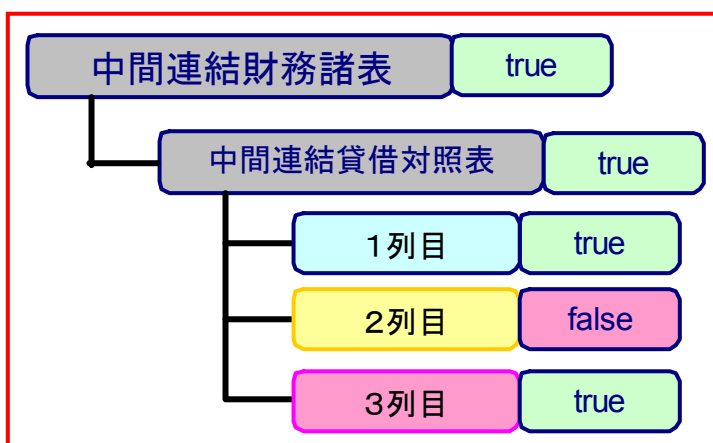 中間連結財務諸表 true
中間連結貸借対照表 true
1列目 true
2列目 false
3列目 true